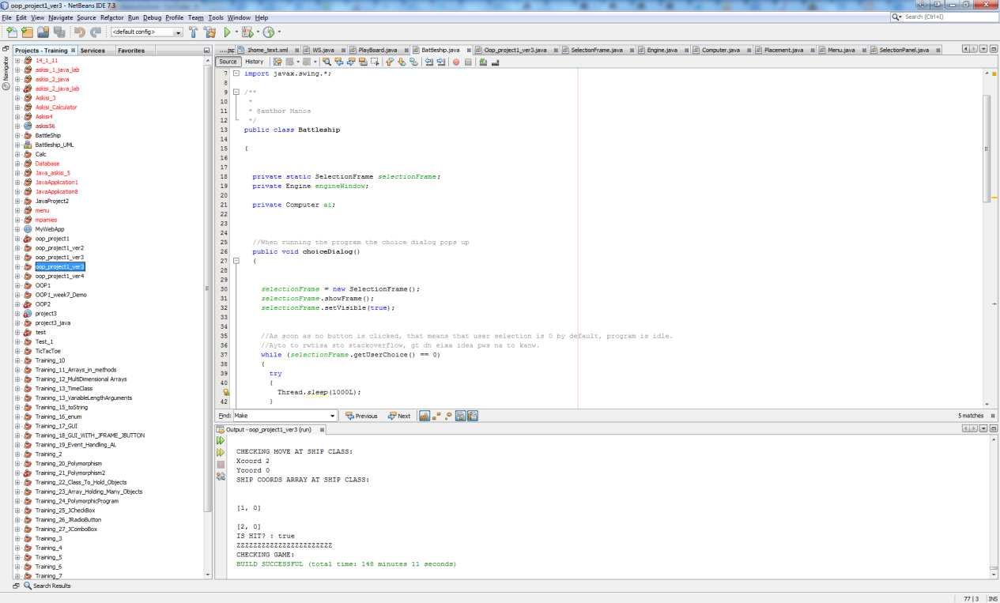 oop_project1_ver3 - NetBeans IDE 7.3
File Edit View Navigate Source Refactor Run Debug Profile Team Tools Window Help
Search (Ctrl+I)
<default config>
Projects - Training Services Favorites
Navigator
14_1_11
askisi_1_java_lab
askisi_2_java
askisi_2_java_lab
Askisi_3
Askisi_Calculator
Askisi4
askisi56
BattleShip
Battleship_UML
Calc
Database
Java_askisi_5
JavaApplication1
JavaApplication8
JavaProject2
menu
mpamies
MyWebApp
oop_project1
oop_project1_ver2
oop_project1_ver3
oop_project1_ver3
oop_project1_ver4
OOP1
OOP1_week7_Demo
OOP2
project3
project3_java
test
Test_1
TicTacToe
Training_10
Training_11_Arrays_in_methods
Training_12_MultiDimensional Arrays
Training_13_TimeClass
Training_13_VariableLengthArguments
Training_15_toString
Training_16_enum
Training_17_GUI
Training_18_GUI_WITH_JFRAME_JBUTTON
Training_19_Event_Handling_AL
Training_2
Training_20_Polymorphism
Training_21_Polymorphism2
Training_22_Class_To_Hold_Objects
Training_23_Array_Holding_Many_Objects
Training_24_PolymorphicProgram
Training_25_JCheckBox
Training_26_JRadioButton
Training_27_JComboBox
Training_3
Training_4
Training_5
Training_6
Training_7
Search Results
....jsp 1home_text.xml WS.java PlayBoard.java Battleship.java Oop_project1_ver3.java SelectionFrame.java Engine.java Computer.java Placement.java Menu.java SelectionPanel.java
Source History
7 import javax.swing.*;
8
9 /**
10 *
11 * @author Manos
12 */
13 public class Battleship
14
15 {
16
17
18 private static SelectionFrame selectionFrame;
19 private Engine engineWindow;
20
21 private Computer ai;
22
23
24
25 //When running the program the choice dialog pops up
26 public void choiceDialog()
27 {
28
29
30 selectionFrame = new SelectionFrame();
31 selectionFrame.showFrame();
32 selectionFrame.setVisible(true);
33
34
35 //As soon as no button is clicked, that means that user selection is 0 by default, program is idle.
36 //Ayto to rwtisa sto stackoverflow, gt dn eixa idea pws na to kanw.
37 while (selectionFrame.getUserChoice() == 0)
38 {
39 try
40 {
Thread.sleep(1000L);
42 }
Find: Make Previous Next 5 matches
Output - oop_project1_ver3 (run)
CHECKING MOVE AT SHIP CLASS:
Xcoord 2
Ycoord 0
SHIP COORDS ARRAY AT SHIP CLASS:
[1, 0]
[2, 0]
IS HIT? : true
ZZZZZZZZZZZZZZZZZZZZZZZ
CHECKING GAME:
BUILD SUCCESSFUL (total time: 148 minutes 11 seconds)
77 | 3 INS